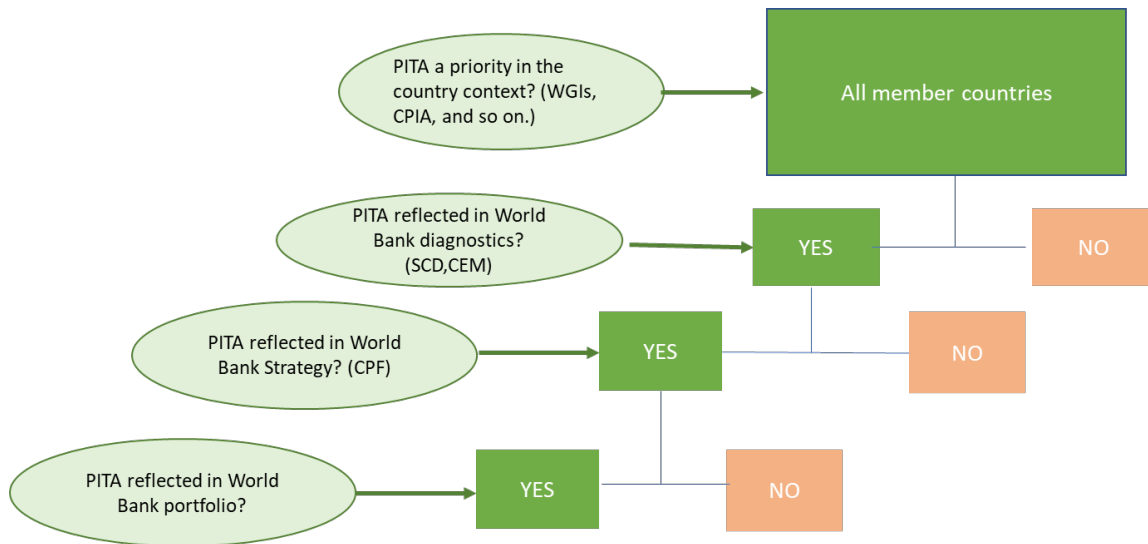 PITA a priority in the
country context? (WGIs,
CPIA, and so on.)
All member countries
PITA reflected in World
Bank diagnostics?
(SCD,CEM)
YES
NO
PITA reflected in World
Bank Strategy? (CPF)
YES
NO
PITA reflected in World
Bank portfolio?
YES
NO